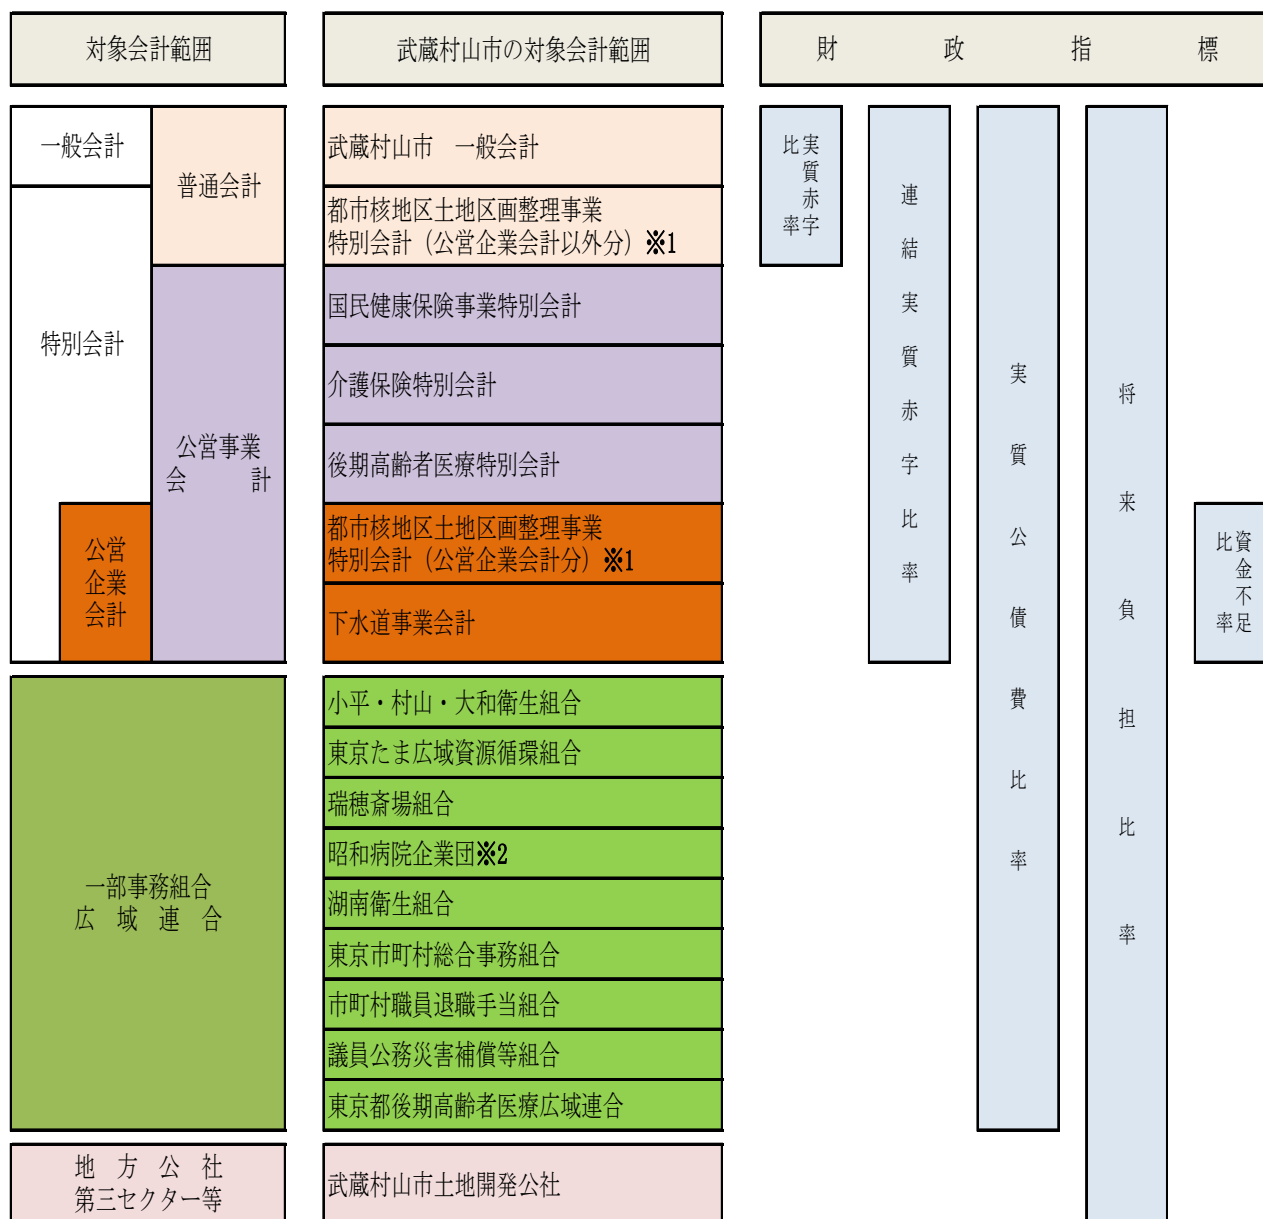 対象会計範囲
武蔵村山市の対象会計範囲
財政指標
一般会計
普通会計
特別会計
公営事業
会計
公営
企業
会計
一部事務組合
広域連合
地方公社
第三セクター等
武蔵村山市　一般会計
都市核地区土地区画整理事業
特別会計（公営企業会計以外分）※1
国民健康保険事業特別会計
介護保険特別会計
後期高齢者医療特別会計
都市核地区土地区画整理事業
特別会計（公営企業会計分）※1
下水道事業会計
小平・村山・大和衛生組合
東京たま広域資源循環組合
瑞穂斎場組合
昭和病院企業団※2
湖南衛生組合
東京市町村総合事務組合
市町村職員退職手当組合
議員公務災害補償等組合
東京都後期高齢者医療広域連合
武蔵村山市土地開発公社
実質赤字
比率
連結実質赤字比率
実質公債費比率
将来負担比率
資金不足
比率